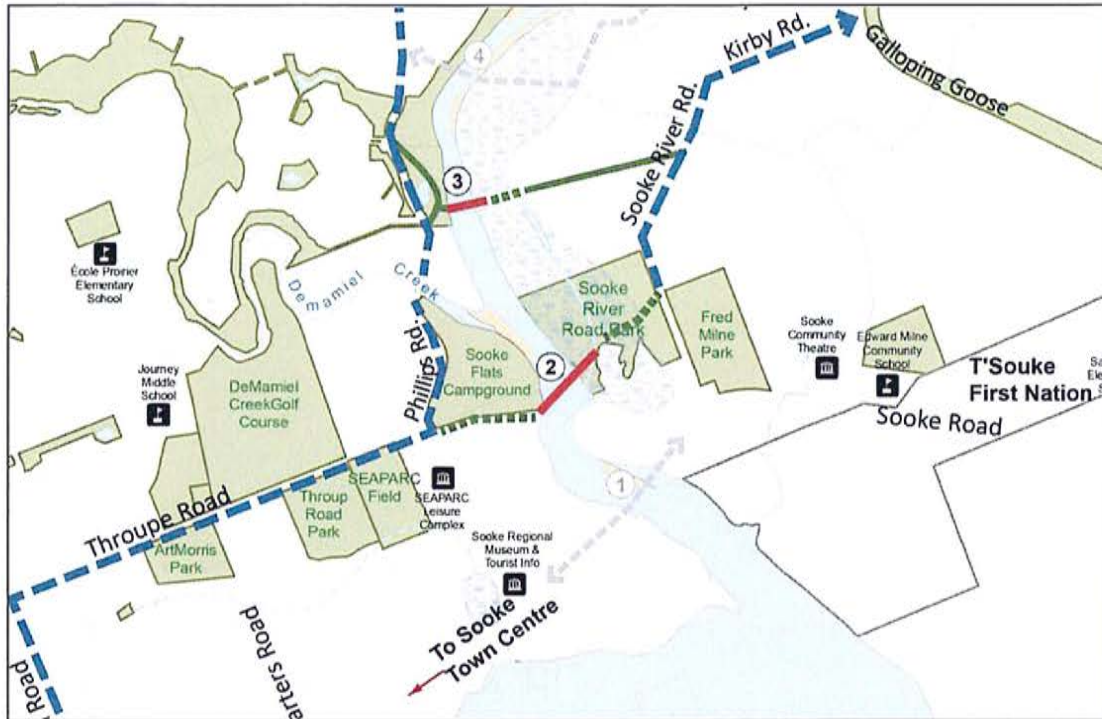 Kirby Rd.
Galloping Goose
4
Sooke River Rd.
3
École Proirier
Elementary
School
Demamiel
Creek
Sooke
River
Road Park
Fred
Milne
Park
Sooke
Community
Theatre
Edward Milne
Community
School
T'Souke
First Nation
Sooke Road
Phillips Rd.
Sooke
Flats
Campground
2
Journey
Middle
School
DeMamiel
CreekGolf
Course
1
Throupe Road
SEAPARC
Field
Throup
Road
Park
SEAPARC
Leisure
Complex
ArtMorris
Park
Sooke Regional
Museum &
Tourist Info
To Sooke
Town Centre
Road
arters Road